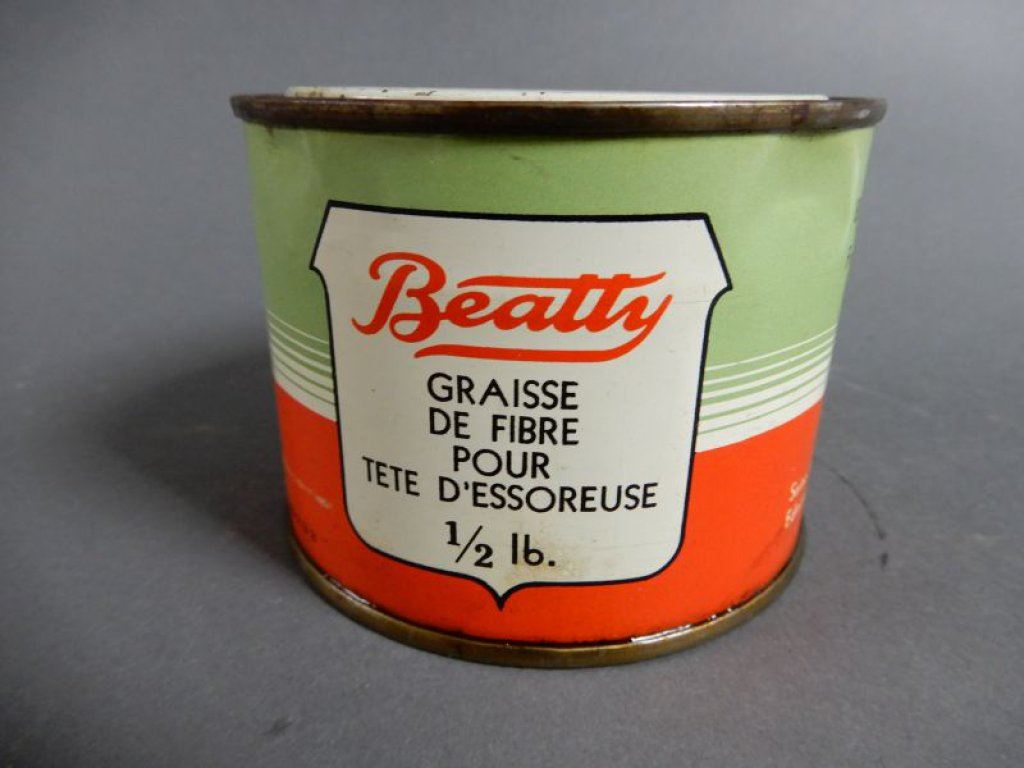 Beatty
GRAISSE
DE FIBRE
POUR
TETE D'ESSOREUSE
1/2 lb.